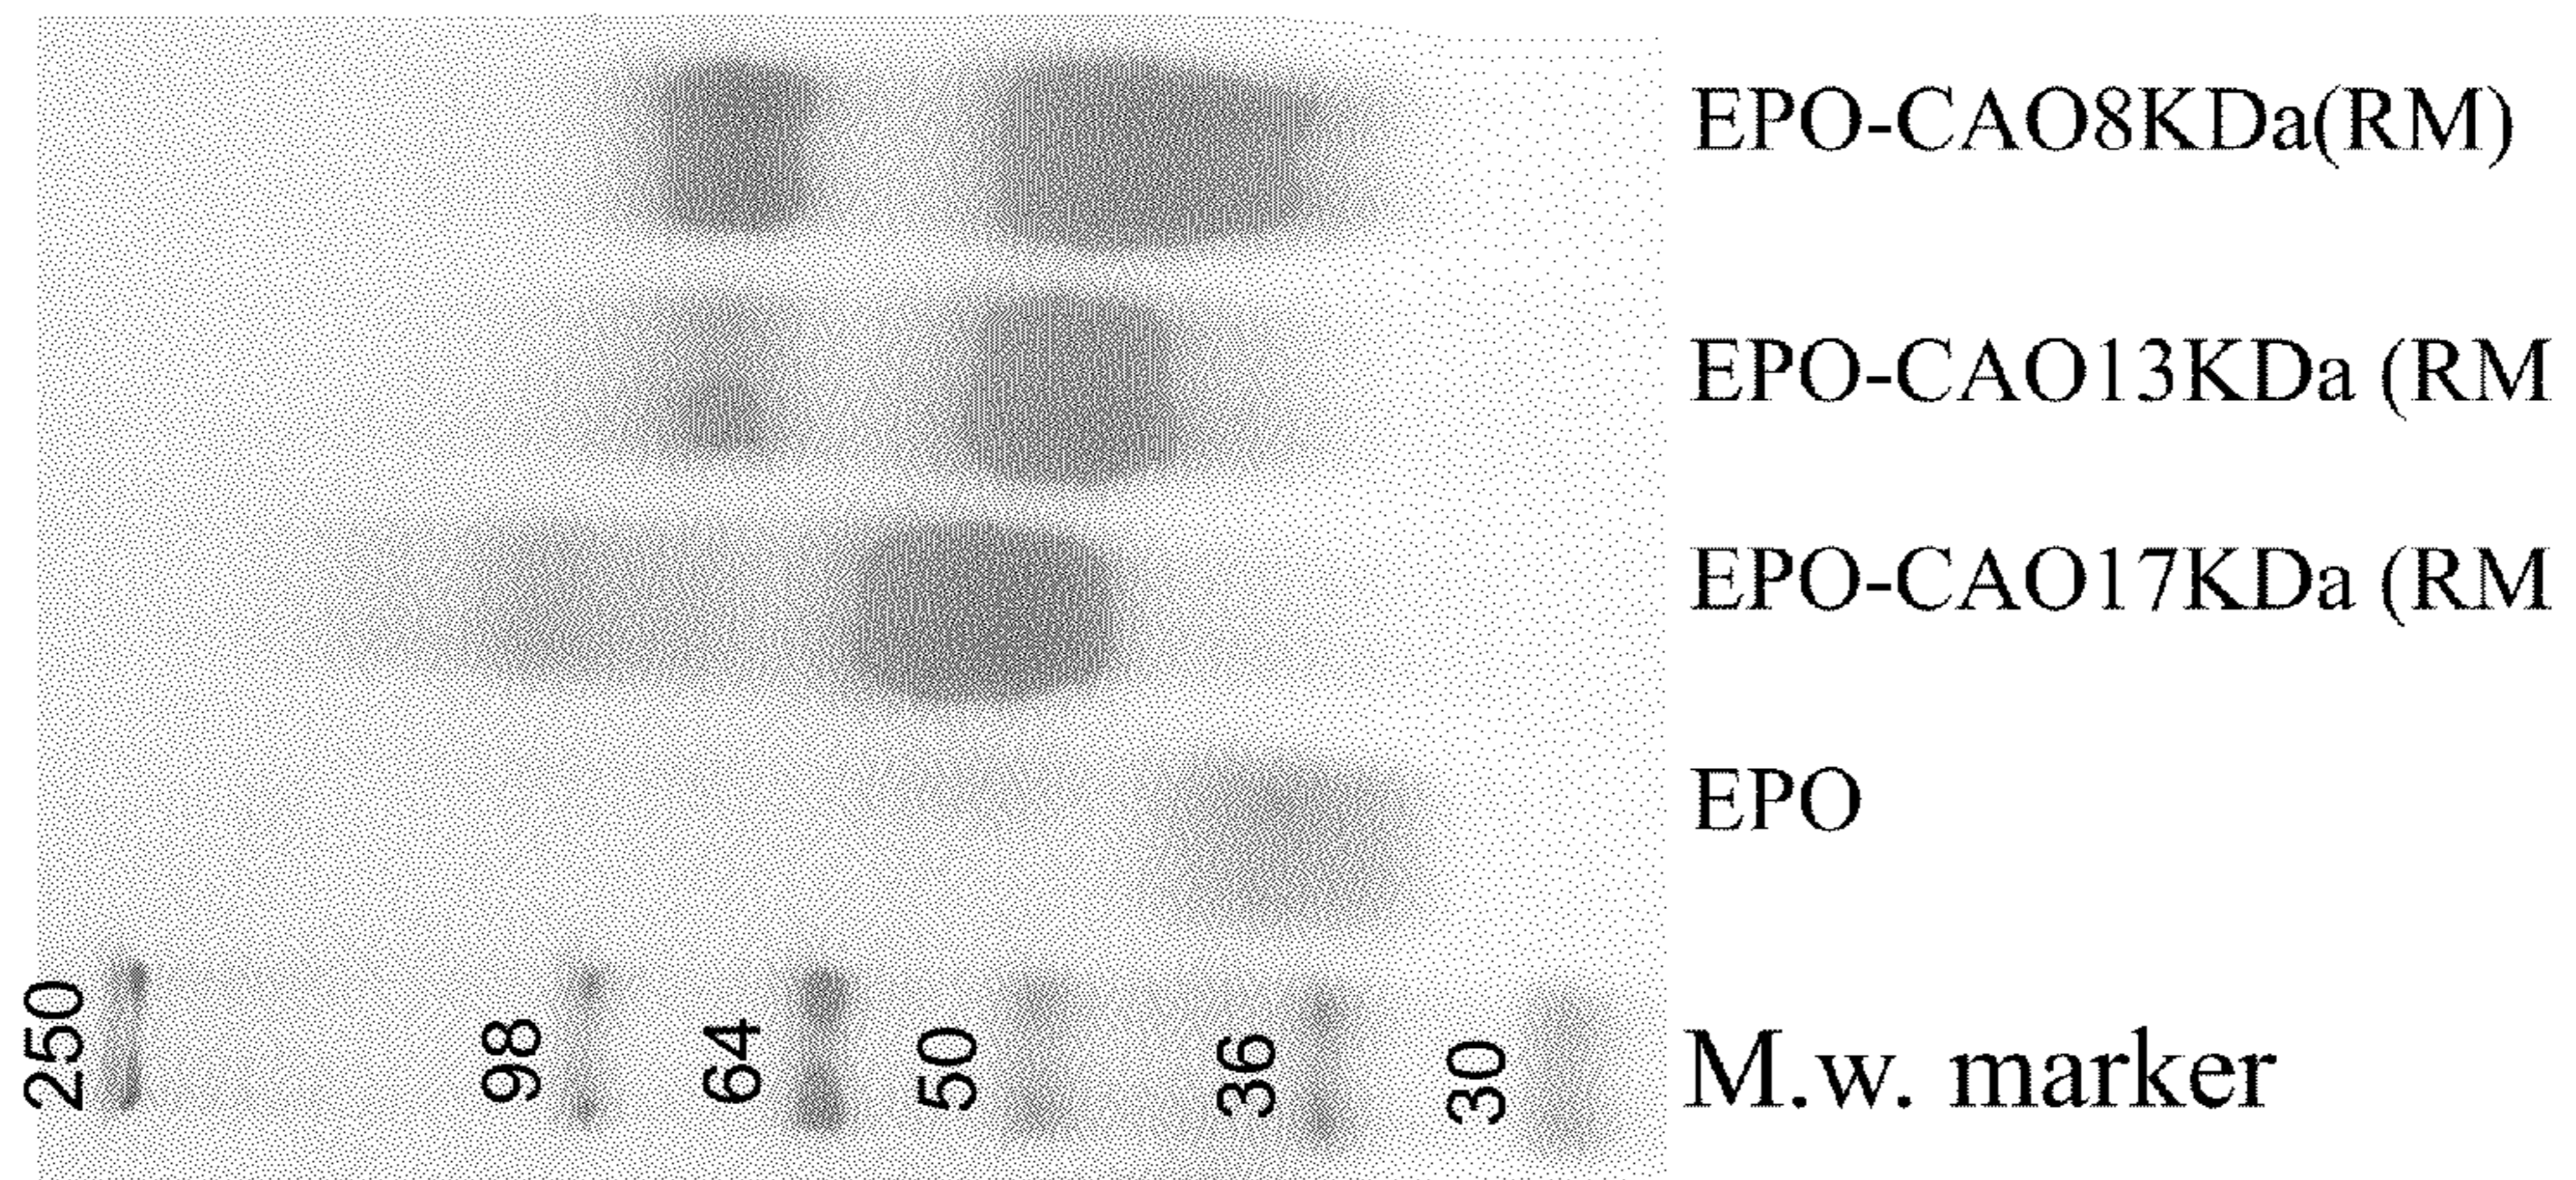 EPO-CAO8KDa(RM)
EPO-CAO13KDa (RM
EPO-CAO17KDa (RM
EPO
250 98 64 50 36 30 M.w. marker